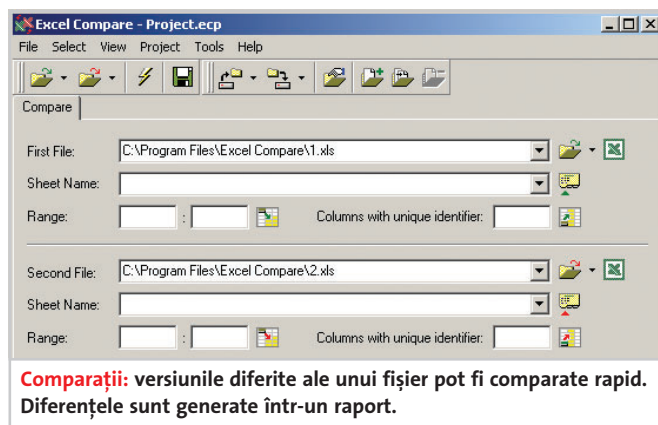 Excel Compare - Project.ecp
File Select View Project Tools Help
Compare
First File: C:\Program Files\Excel Compare\1.xls
Sheet Name:
Range: : Columns with unique identifier:
Second File: C:\Program Files\Excel Compare\2.xls
Sheet Name:
Range: : Columns with unique identifier:
Comparații: versiunile diferite ale unui fișier pot fi comparate rapid.
Diferențele sunt generate într-un raport.